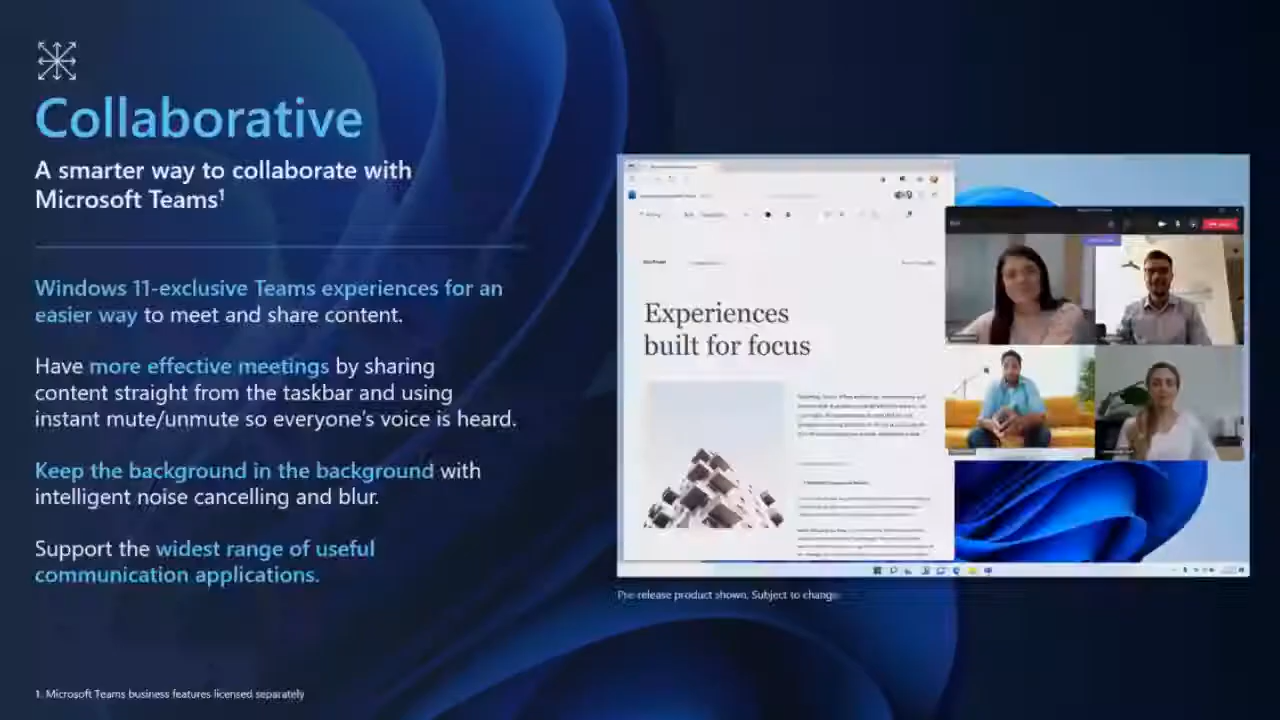 Collaborative
A smarter way to collaborate with
Microsoft Teams¹
Windows 11-exclusive Teams experiences for an
easier way to meet and share content.
Have more effective meetings by sharing
content straight from the taskbar and using
instant mute/unmute so everyone's voice is heard.
Keep the background in the background with
intelligent noise cancelling and blur.
Support the widest range of useful
communication applications.
1. Microsoft Teams business features licensed separately
Experiences
built for focus
Pre-release product shown. Subject to change